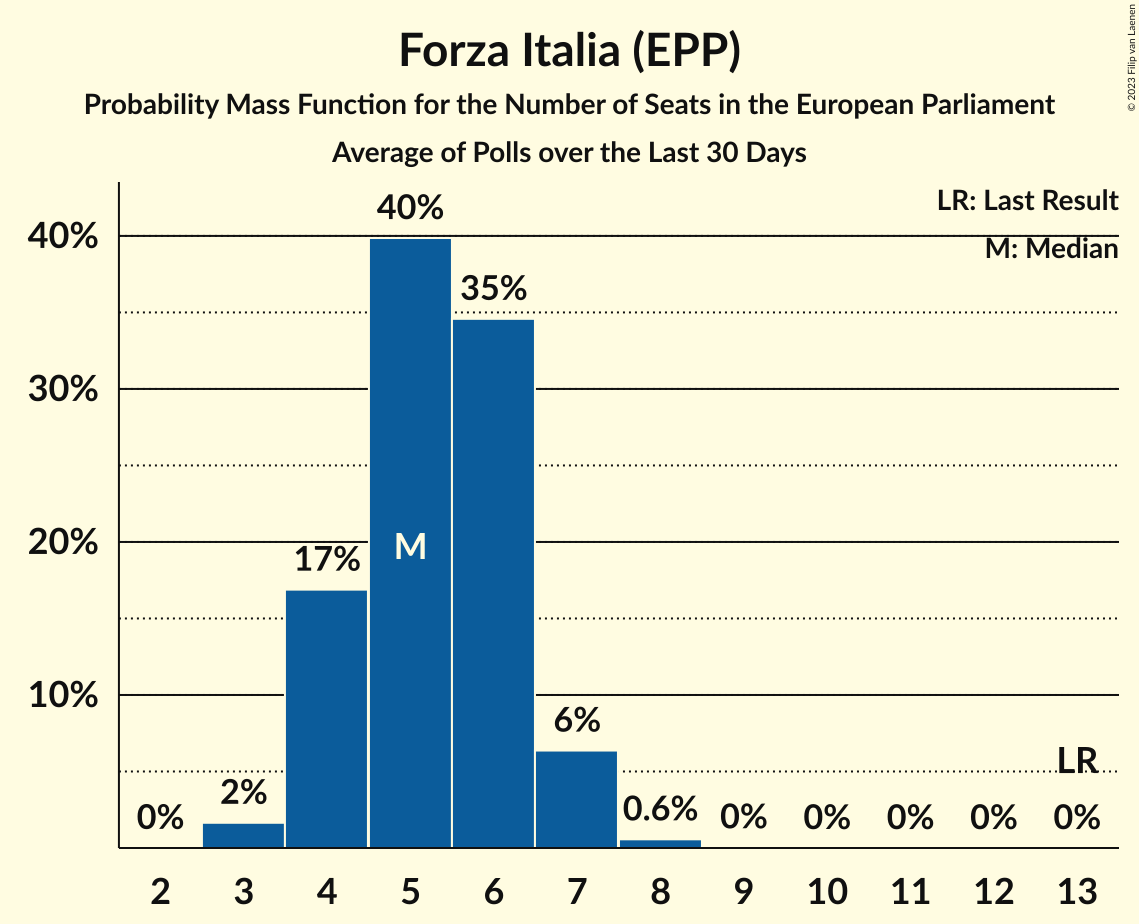 Forza Italia (EPP)
Probability Mass Function for the Number of Seats in the European Parliament
Average of Polls over the Last 30 Days
© 2023 Filip van Laenen
LR: Last Result
M: Median
40%
30%
20%
10%
0%
2%
17%
40%
M
35%
6%
0.6%
0%
0%
0%
0%
LR
0%
2 3 4 5 6 7 8 9 10 11 12 13